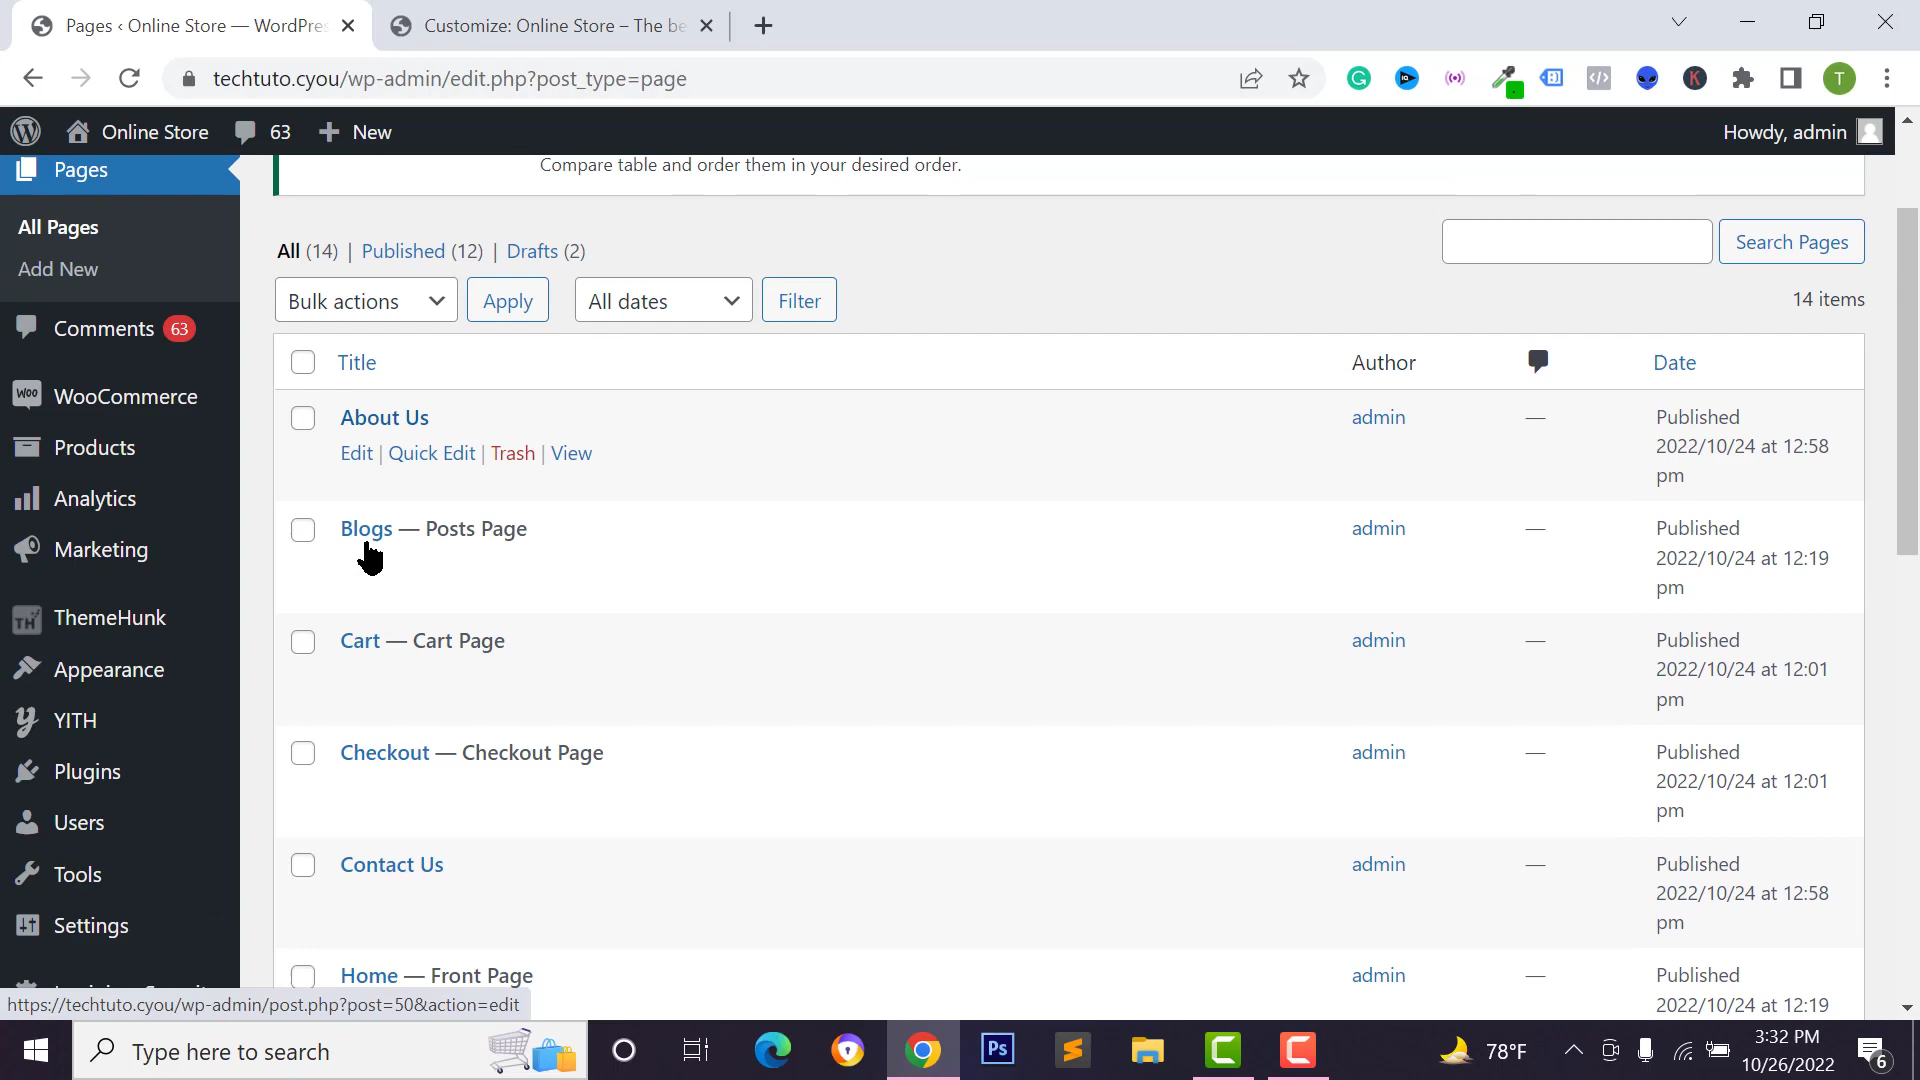 Pages ‹ Online Store — WordPres
Customize: Online Store – The be
techtuto.cyou/wp-admin/edit.php?post_type=page
T
Online Store
63
New
Howdy, admin
Pages
All Pages
Add New
Comments 63
WooCommerce
Products
Analytics
Marketing
ThemeHunk
Appearance
YITH
Plugins
Users
Tools
Settings
Compare table and order them in your desired order.
All (14) | Published (12) | Drafts (2)
Search Pages
Bulk actions
Apply
All dates
Filter
14 items
Title
Author
Date
About Us
Edit | Quick Edit | Trash | View
admin
—
Published
2022/10/24 at 12:58
pm
Blogs — Posts Page
admin
—
Published
2022/10/24 at 12:19
pm
Cart — Cart Page
admin
—
Published
2022/10/24 at 12:01
pm
Checkout — Checkout Page
admin
—
Published
2022/10/24 at 12:01
pm
Contact Us
admin
—
Published
2022/10/24 at 12:58
pm
Home — Front Page
admin
—
Published
2022/10/24 at 12:19
https://techtuto.cyou/wp-admin/post.php?post=50&action=edit
Type here to search
Ps
78°F
3:32 PM
10/26/2022
6